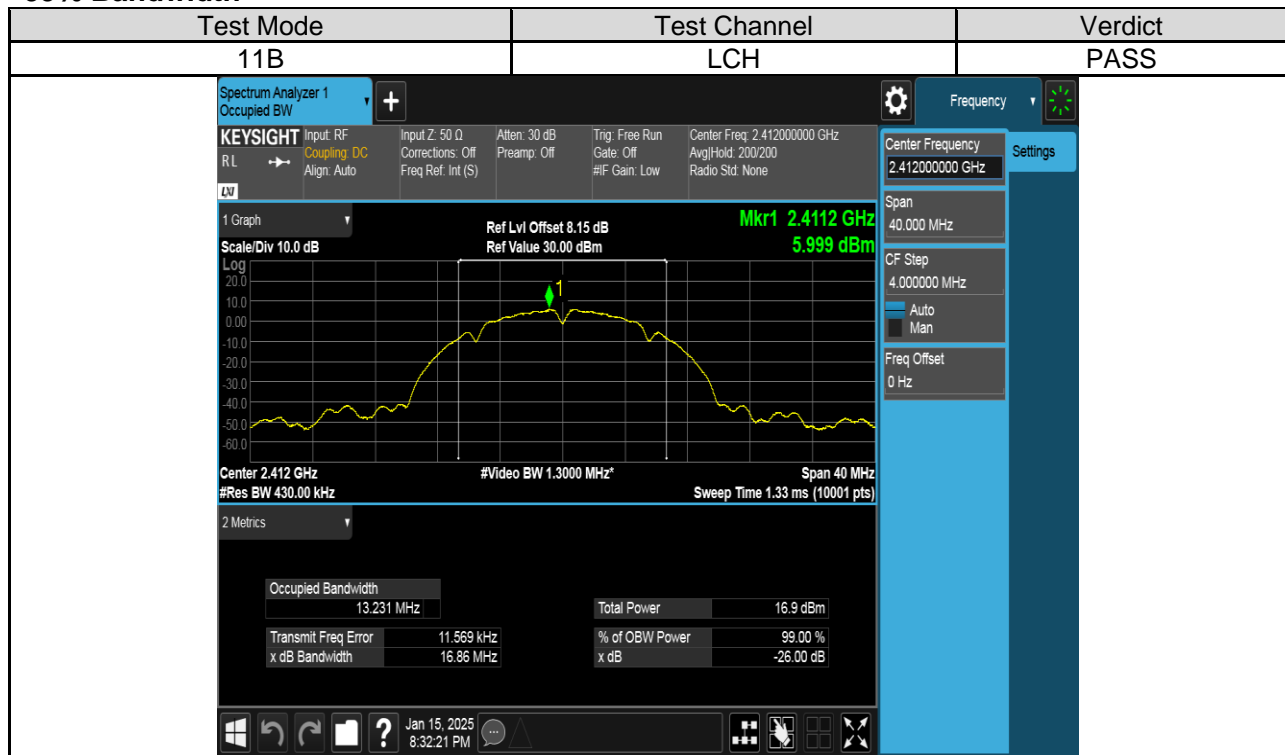 Test Mode Test Channel Verdict
11B LCH PASS
Spectrum Analyzer 1
Occupied BW
+
Frequency
KEYSIGHT Input: RF Input Z: 50 Ω Atten: 30 dB Trig: Free Run Center Freq: 2.412000000 GHz
RL Coupling: DC Corrections: Off Preamp: Off Gate: Off Avg|Hold: 200/200
Align: Auto Freq Ref: Int (S) #IF Gain: Low Radio Std: None
LXI
1 Graph Ref Lvl Offset 8.15 dB Mkr1 2.4112 GHz
Scale/Div 10.0 dB Ref Value 30.00 dBm 5.999 dBm
Log
20.0
1
10.0
0.00
-10.0
-20.0
-30.0
-40.0
-50.0
-60.0
Center 2.412 GHz #Video BW 1.3000 MHz* Span 40 MHz
#Res BW 430.00 kHz Sweep Time 1.33 ms (10001 pts)
2 Metrics
Occupied Bandwidth
13.231 MHz Total Power 16.9 dBm
Transmit Freq Error 11.569 kHz % of OBW Power 99.00 %
x dB Bandwidth 16.86 MHz x dB -26.00 dB
? Jan 15, 2025
8:32:21 PM
Center Frequency
2.412000000 GHz
Settings
Span
40.000 MHz
CF Step
4.000000 MHz
Auto
Man
Freq Offset
0 Hz